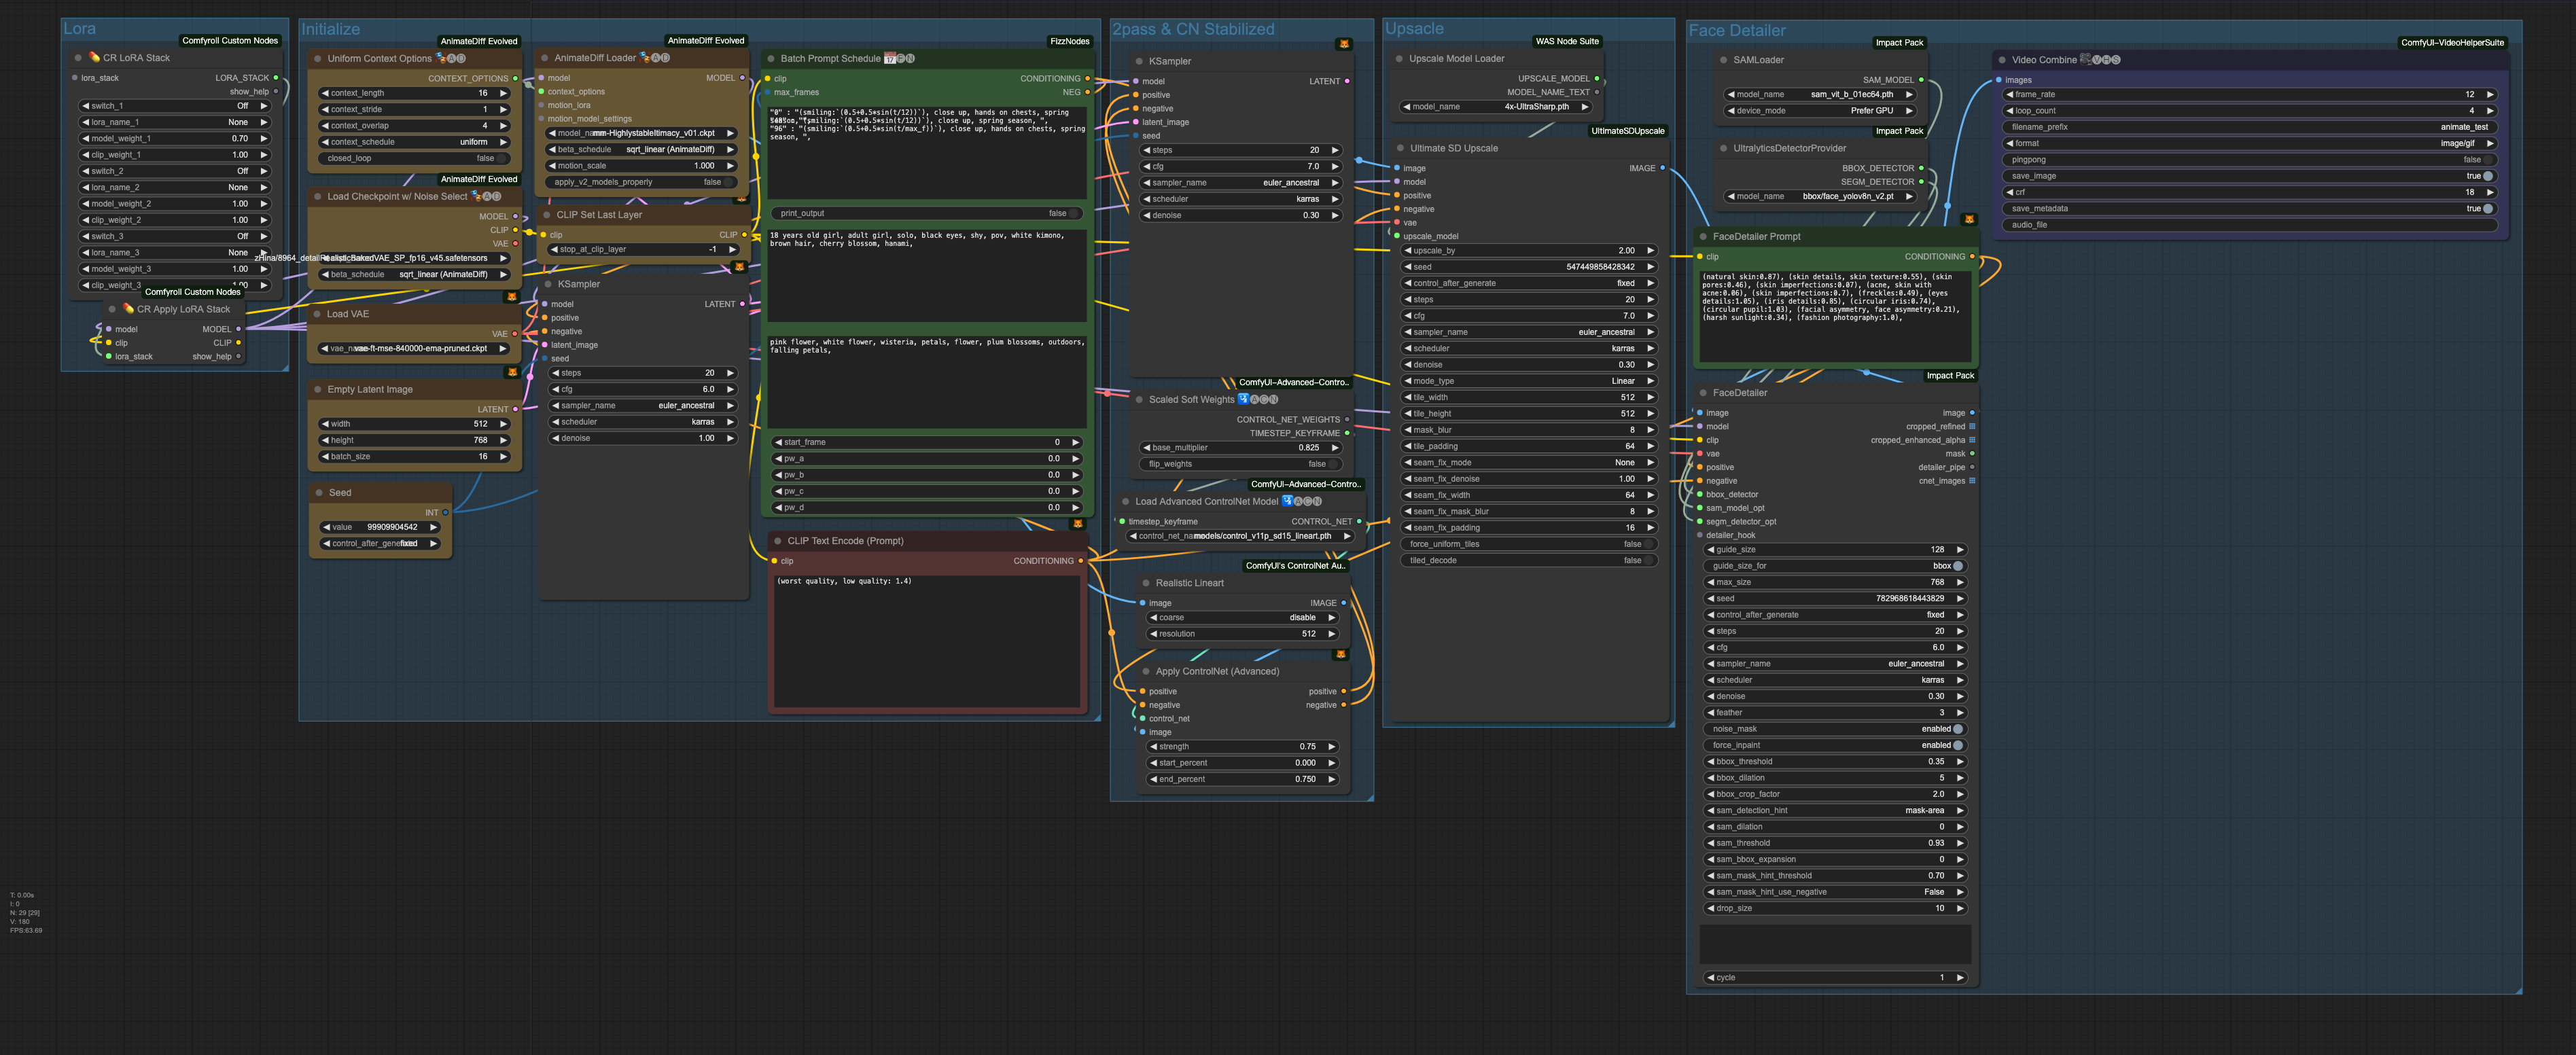 Lora
Comfyroll Custom Nodes
CR LoRA Stack
lora_stack LORA_STACK
show_help
switch_1 Off
lora_name_1 None
model_weight_1 0.70
clip_weight_1 1.00
switch_2 Off
lora_name_2 None
model_weight_2 1.00
clip_weight_2 1.00
switch_3 Off
lora_name_3 None
model_weight_3 1.00
clip_weight_3 1.00
Comfyroll Custom Nodes
CR Apply LoRA Stack
model MODEL
clip CLIP
lora_stack show_help
Initialize
AnimateDiff Evolved
Uniform Context Options
CONTEXT_OPTIONS
context_length 16
context_stride 1
context_overlap 4
context_schedule uniform
closed_loop false
AnimateDiff Evolved
Load Checkpoint w/ Noise Select
MODEL
CLIP
VAE
beta_schedule sqrt_linear (AnimateDiff)
Load VAE
VAE
vae-ft-mse-840000-ema-pruned.ckpt
Empty Latent Image
LATENT
width 512
height 768
batch_size 16
Seed
INT
value 99909904542
control_after_generate fixed
AnimateDiff Evolved
AnimateDiff Loader
model MODEL
context_options
motion_lora
motion_model_settings
mm-HighlystableItimacy_v01.ckpt
beta_schedule sqrt_linear (AnimateDiff)
motion_scale 1.000
apply_v2_models_properly false
CLIP Set Last Layer
clip CLIP
stop_at_clip_layer -1
KSampler
model LATENT
positive
negative
latent_image
seed
steps 20
cfg 6.0
sampler_name euler_ancestral
scheduler karras
denoise 1.00
FizzNodes
Batch Prompt Schedule
clip CONDITIONING
max_frames NEG
"0" : "(smiling:`(0.5+0.5*sin(t/12))`), close up, hands on chests, spring
"96" : "(smiling:`(0.5+0.5*sin(t/max_f))`), close up, hands on chests, spring
season, ",
print_output false
18 years old girl, adult girl, solo, black eyes, shy, pov, white kimono,
brown hair, cherry blossom, hanami,
pink flower, white flower, wisteria, petals, flower, plum blossoms, outdoors,
falling petals,
start_frame 0
pw_a 0.0
pw_b 0.0
pw_c 0.0
pw_d 0.0
CLIP Text Encode (Prompt)
clip CONDITIONING
(worst quality, low quality: 1.4)
2pass & CN Stabilized
KSampler
model LATENT
positive
negative
latent_image
seed
steps 20
cfg 7.0
sampler_name euler_ancestral
scheduler karras
denoise 0.30
ComfyUI-Advanced-Contro..
Scaled Soft Weights
CONTROL_NET_WEIGHTS
TIMESTEP_KEYFRAME
base_multiplier 0.825
flip_weights false
ComfyUI-Advanced-Contro..
Load Advanced ControlNet Model
timestep_keyframe CONTROL_NET
models/control_v11p_sd15_lineart.pth
ComfyUI's ControlNet Au..
Realistic Lineart
image IMAGE
coarse disable
resolution 512
Apply ControlNet (Advanced)
positive positive
negative negative
control_net
image
strength 0.75
start_percent 0.000
end_percent 0.750
Upsacle
WAS Node Suite
Upscale Model Loader
UPSCALE_MODEL
MODEL_NAME_TEXT
model_name 4x-UltraSharp.pth
UltimateSDUpscale
Ultimate SD Upscale
image IMAGE
model
positive
negative
vae
upscale_model
upscale_by 2.00
seed 547449858428342
control_after_generate fixed
steps 20
cfg 7.0
sampler_name euler_ancestral
scheduler karras
denoise 0.30
mode_type Linear
tile_width 512
tile_height 512
mask_blur 8
tile_padding 64
seam_fix_mode None
seam_fix_denoise 1.00
seam_fix_width 64
seam_fix_mask_blur 8
seam_fix_padding 16
force_uniform_tiles false
tiled_decode false
Face Detailer
Impact Pack
SAMLoader
SAM_MODEL
model_name sam_vit_b_01ec64.pth
device_mode Prefer GPU
Impact Pack
UltralyticsDetectorProvider
BBOX_DETECTOR
SEGM_DETECTOR
model_name bbox/face_yolov8n_v2.pt
FaceDetailer Prompt
clip CONDITIONING
(natural skin:0.87), (skin details, skin texture:0.55), (skin
pores:0.46), (skin imperfections:0.07), (acne, skin with
acne:0.06), (skin imperfections:0.7), (freckles:0.49), (eyes
details:1.05), (iris details:0.85), (circular iris:0.74),
(circular pupil:1.03), (facial asymmetry, face asymmetry:0.21),
(harsh sunlight:0.34), (fashion photography:1.0),
Impact Pack
FaceDetailer
image image
model cropped_refined
clip cropped_enhanced_alpha
vae mask
positive detailer_pipe
negative cnet_images
bbox_detector
sam_model_opt
segm_detector_opt
detailer_hook
guide_size 128
guide_size_for bbox
max_size 768
seed 782968618443829
control_after_generate fixed
steps 20
cfg 6.0
sampler_name euler_ancestral
scheduler karras
denoise 0.30
feather 3
noise_mask enabled
force_inpaint enabled
bbox_threshold 0.35
bbox_dilation 5
bbox_crop_factor 2.0
sam_detection_hint mask-area
sam_dilation 0
sam_threshold 0.93
sam_bbox_expansion 0
sam_mask_hint_threshold 0.70
sam_mask_hint_use_negative False
drop_size 10
cycle 1
ComfyUI-VideoHelperSuite
Video Combine
images
frame_rate 12
loop_count 4
filename_prefix animate_test
format image/gif
pingpong false
save_image true
crf 18
save_metadata true
audio_file
T: 0.00s
I: 0
N: 29 [29]
V: 180
FPS:63.69